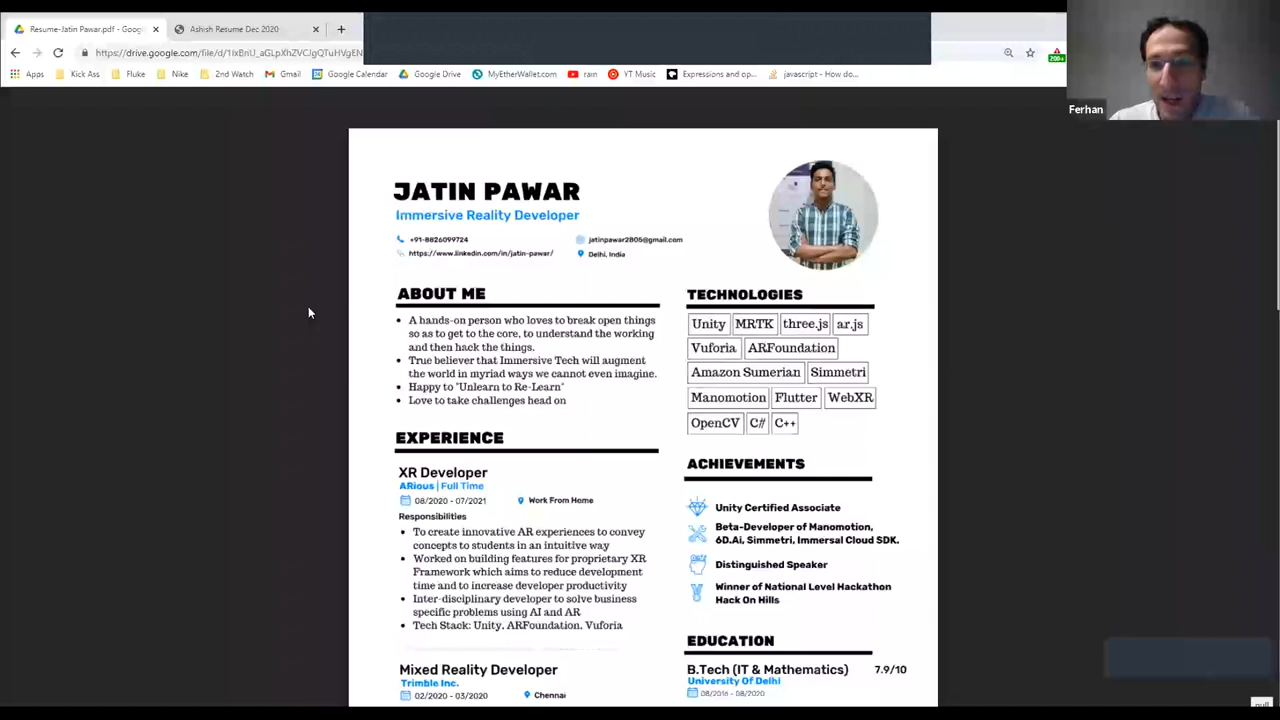 Resume-Jatin Pawar.pdf - Goog
Ashish Resume Dec 2020
https://drive.google.com/file/d/
Apps
Kick Ass
Fluke
Nike
2nd Watch
Gmail
Google Calendar
Google Drive
MyEtherWallet.com
rain
YT Music
Expressions and op...
javascript - How do...
200+
Ferhan
JATIN PAWAR
Immersive Reality Developer
+91-8826099724
jatinpawar2805@gmail.com
https://www.linkedin.com/in/jatin-pawar/
Delhi, India
ABOUT ME
• A hands-on person who loves to break open things
so as to get to the core, to understand the working
and then hack the things.
• True believer that Immersive Tech will augment
the world in myriad ways we cannot even imagine.
• Happy to "Unlearn to Re-Learn"
• Love to take challenges head on
EXPERIENCE
XR Developer
ARious | Full Time
08/2020 - 07/2021
Work From Home
Responsibilities
• To create innovative AR experiences to convey
concepts to students in an intuitive way
• Worked on building features for proprietary XR
Framework which aims to reduce development
time and to increase developer productivity
• Inter-disciplinary developer to solve business
specific problems using AI and AR
• Tech Stack: Unity, ARFoundation, Vuforia
Mixed Reality Developer
Trimble Inc.
02/2020 - 03/2020
Chennai
TECHNOLOGIES
Unity MRTK three.js ar.js
Vuforia ARFoundation
Amazon Sumerian Simmetri
Manomotion Flutter WebXR
OpenCV C# C++
ACHIEVEMENTS
Unity Certified Associate
Beta-Developer of Manomotion,
6D.Ai, Simmetri, Immersal Cloud SDK.
Distinguished Speaker
Winner of National Level Hackathon
Hack On Hills
EDUCATION
B.Tech (IT & Mathematics) 7.9/10
University Of Delhi
08/2016 - 08/2020
null